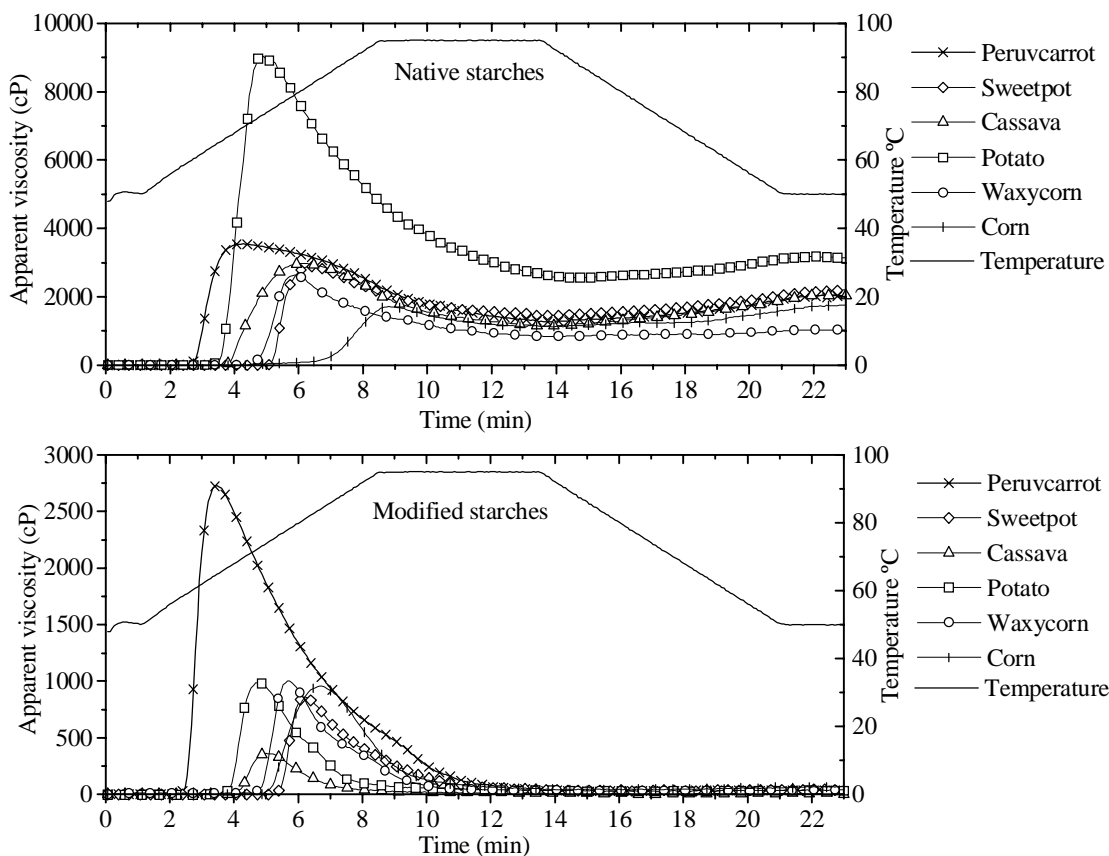 10000
8000
6000
4000
2000
0
Apparent viscosity (cP)
Native starches
100
80
60
40
20
0
Temperature ºC
0 2 4 6 8 10 12 14 16 18 20 22
Time (min)
Peruvcarrot
Sweetpot
Cassava
Potato
Waxycorn
Corn
Temperature
3000
2500
2000
1500
1000
500
0
Apparent viscosity (cP)
Modified starches
100
80
60
40
20
0
Temperature ºC
0 2 4 6 8 10 12 14 16 18 20 22
Time (min)
Peruvcarrot
Sweetpot
Cassava
Potato
Waxycorn
Corn
Temperature